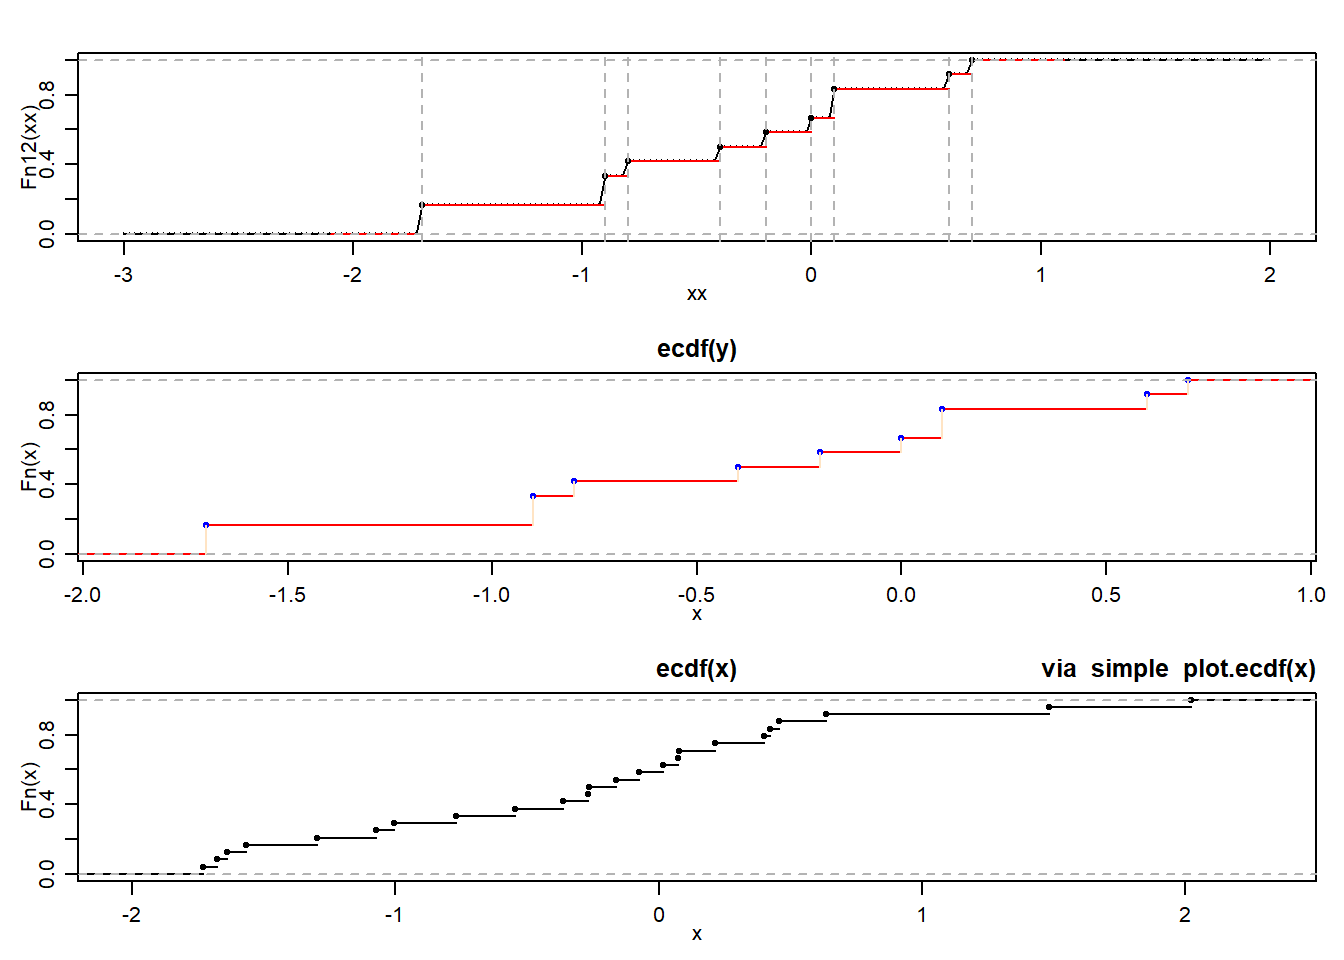 Fn12(xx)
0.0 0.4 0.8
-3 -2 -1 0 1 2
xx
ecdf(y)
Fn(x)
0.0 0.4 0.8
-2.0 -1.5 -1.0 -0.5 0.0 0.5 1.0
x
ecdf(x) via simple plot.ecdf(x)
Fn(x)
0.0 0.4 0.8
-2 -1 0 1 2
x